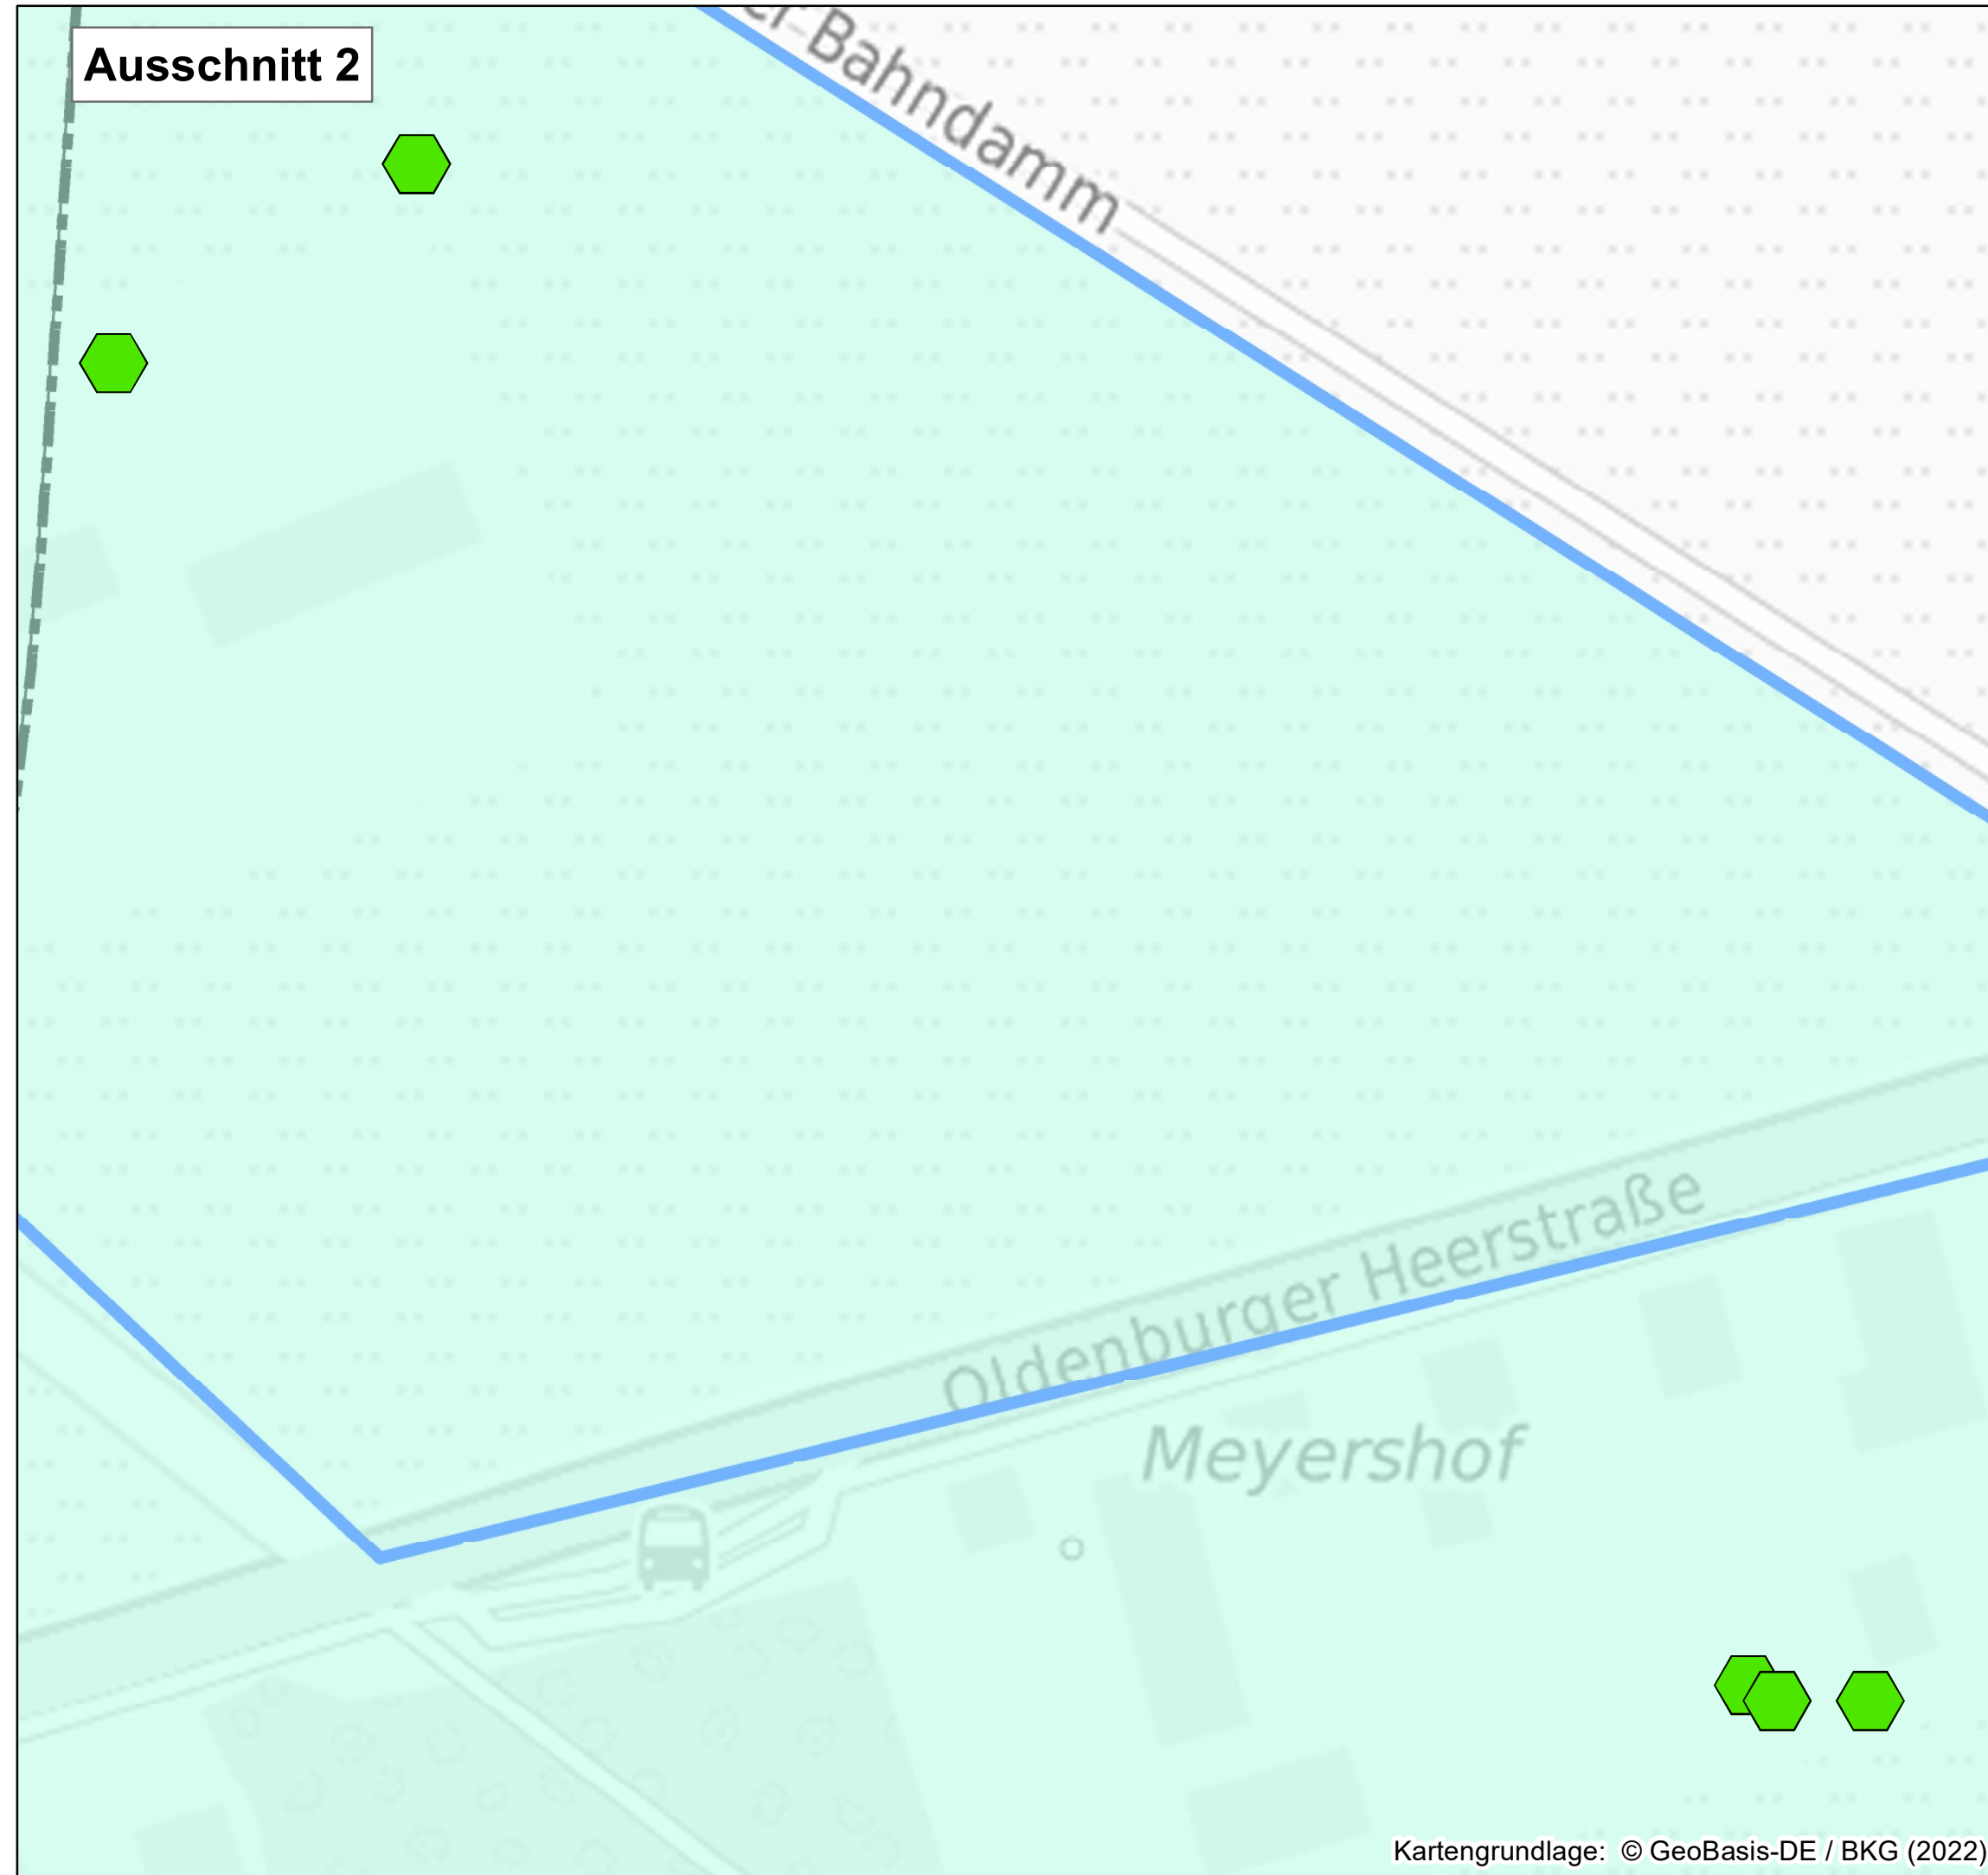 Ausschnitt 2
Bahndamm
Oldenburger Heerstraße
Meyershof
Kartengrundlage: © GeoBasis-DE / BKG (2022)